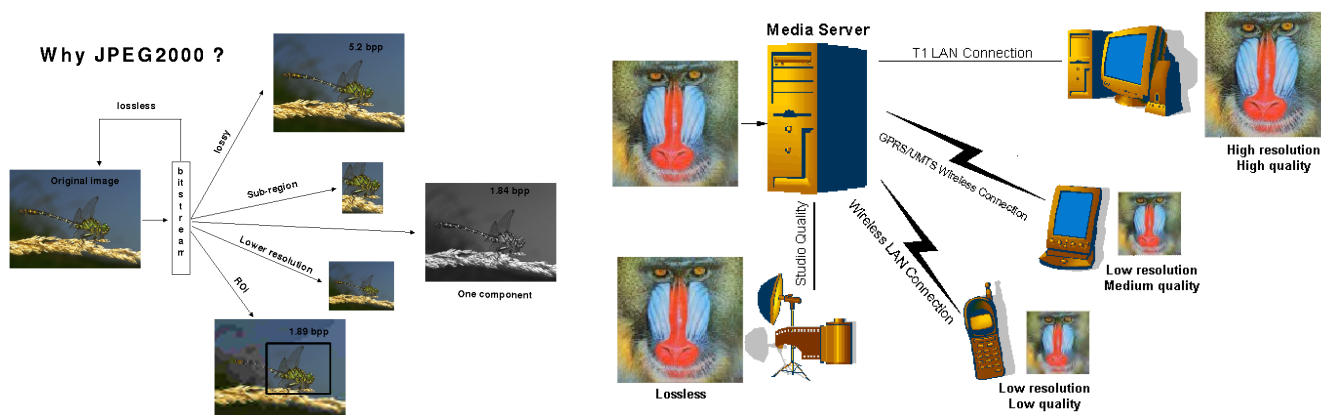 Why JPEG2000 ?
lossless
Original image
bitstream
lossy
5.2 bpp
Sub-region
1.84 bpp
One component
Lower resolution
ROI
1.89 bpp
Media Server
T1 LAN Connection
High resolution
High quality
GPRS/UMTS Wireless Connection
Low resolution
Medium quality
Wireless LAN Connection
Low resolution
Low quality
Studio Quality
Lossless